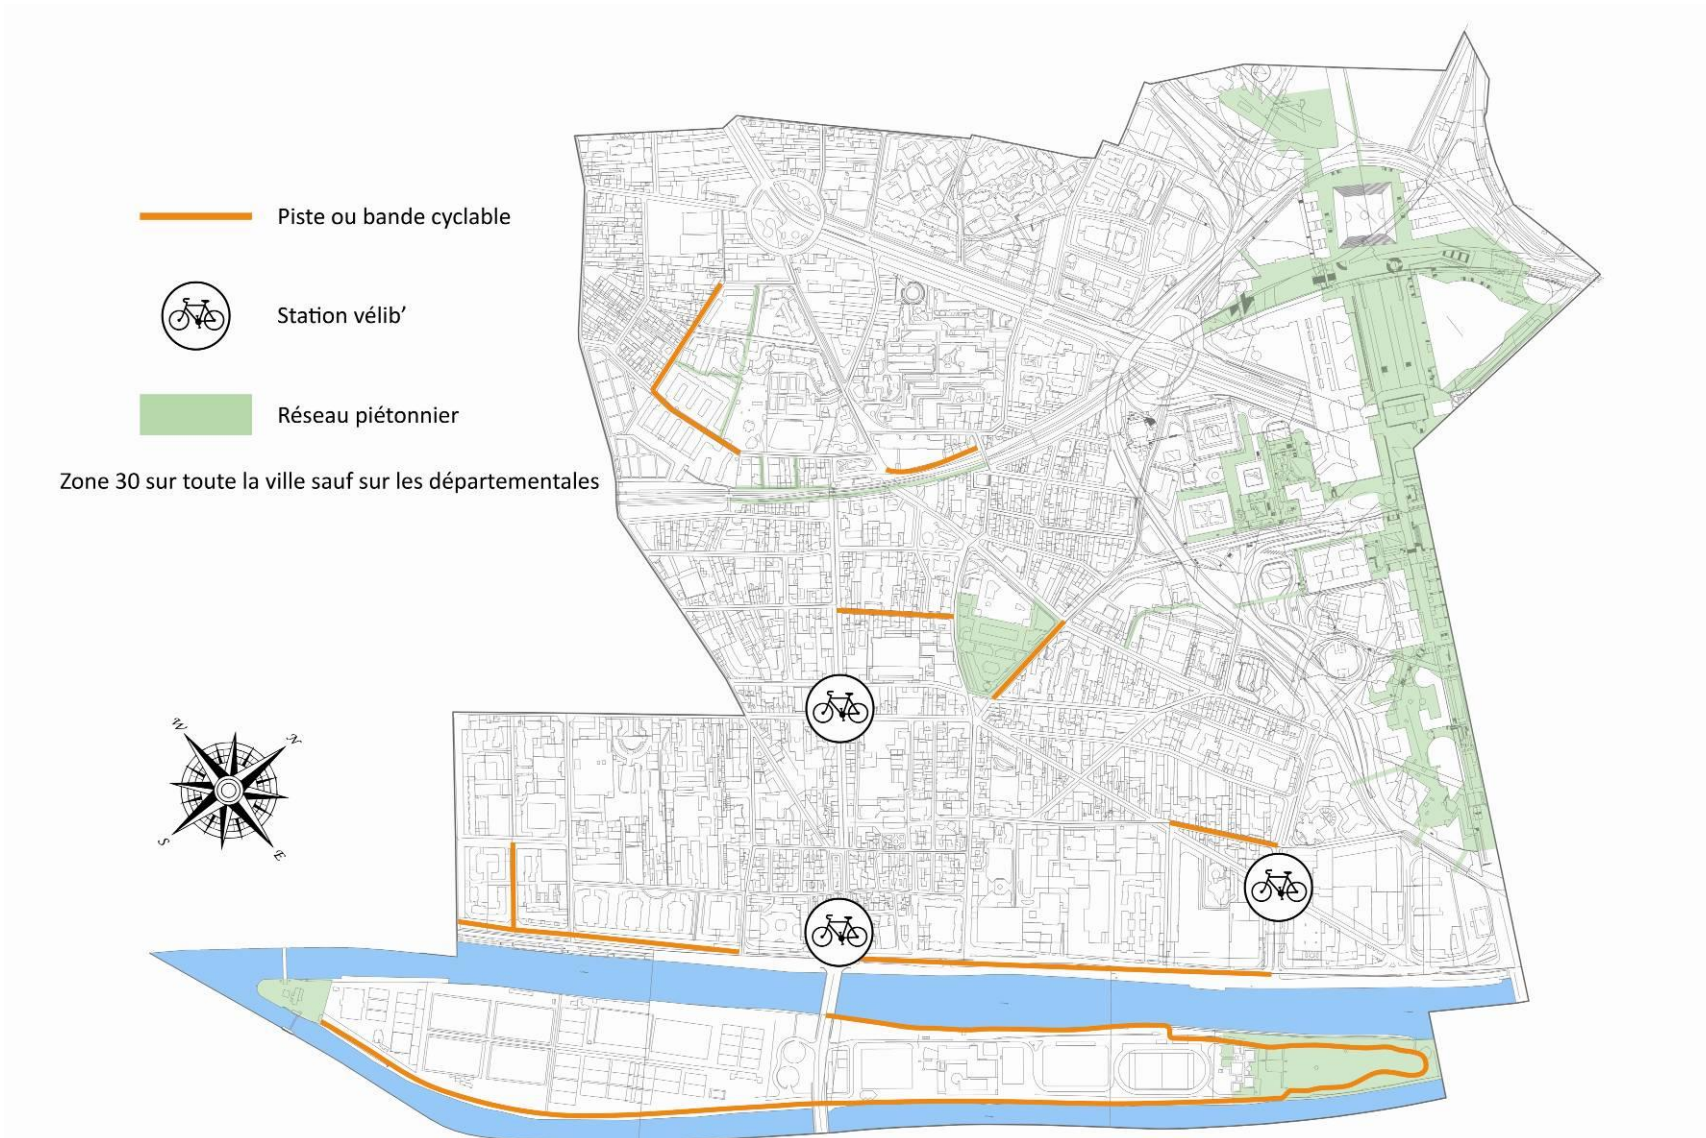 Piste ou bande cyclable
Station vélib’
Réseau piétonnier
Zone 30 sur toute la ville sauf sur les départementales
W
N
S
E